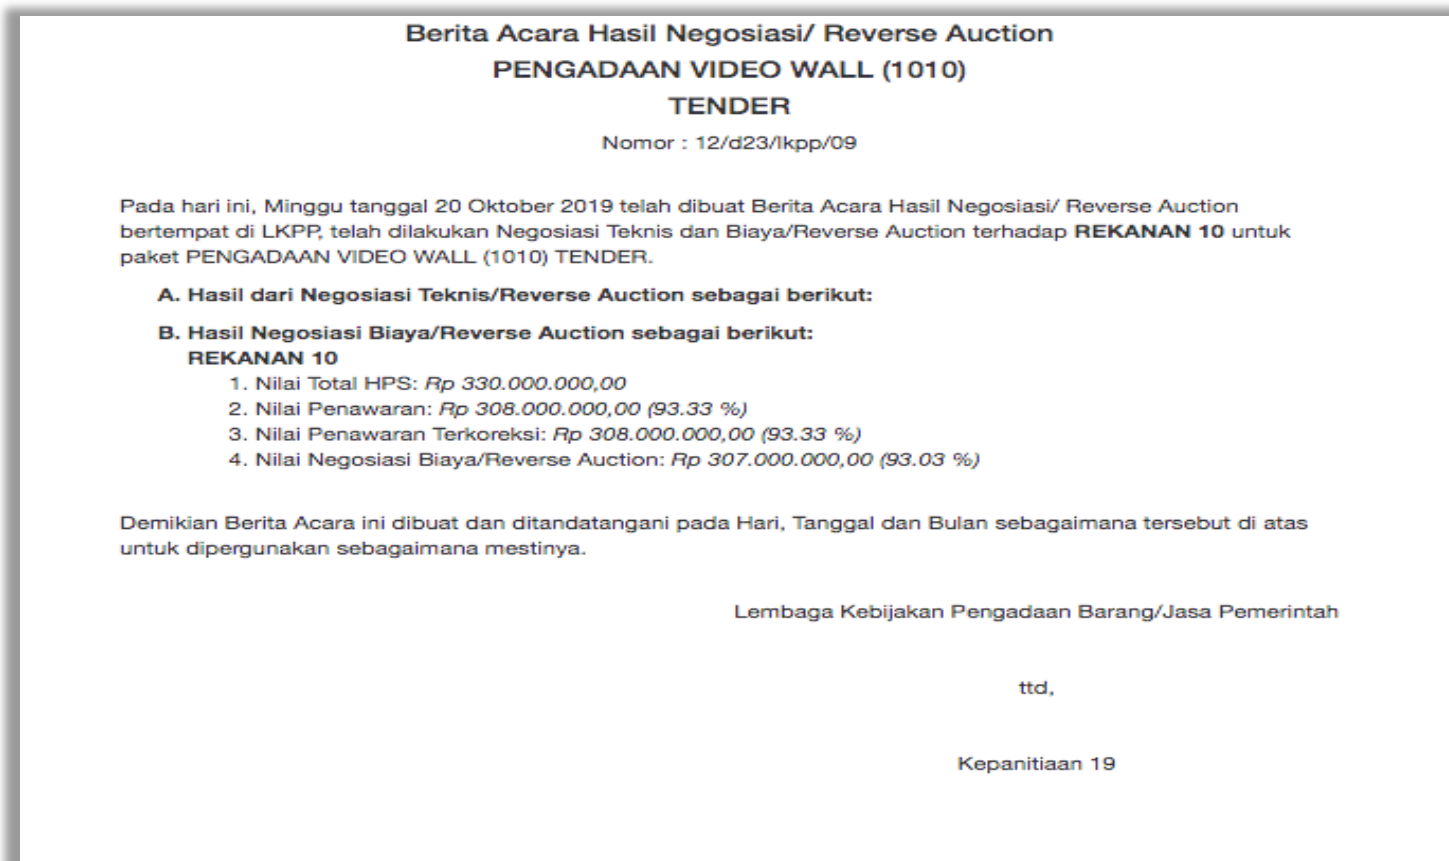 Berita Acara Hasil Negosiasi/ Reverse Auction
PENGADAAN VIDEO WALL (1010)
TENDER
Nomor : 12/d23/lkpp/09
Pada hari ini, Minggu tanggal 20 Oktober 2019 telah dibuat Berita Acara Hasil Negosiasi/ Reverse Auction
bertempat di LKPP, telah dilakukan Negosiasi Teknis dan Biaya/Reverse Auction terhadap REKANAN 10 untuk
paket PENGADAAN VIDEO WALL (1010) TENDER.
A. Hasil dari Negosiasi Teknis/Reverse Auction sebagai berikut:
B. Hasil Negosiasi Biaya/Reverse Auction sebagai berikut:
REKANAN 10
1. Nilai Total HPS: Rp 330.000.000,00
2. Nilai Penawaran: Rp 308.000.000,00 (93.33 %)
3. Nilai Penawaran Terkoreksi: Rp 308.000.000,00 (93.33 %)
4. Nilai Negosiasi Biaya/Reverse Auction: Rp 307.000.000,00 (93.03 %)
Demikian Berita Acara ini dibuat dan ditandatangani pada Hari, Tanggal dan Bulan sebagaimana tersebut di atas
untuk dipergunakan sebagaimana mestinya.
Lembaga Kebijakan Pengadaan Barang/Jasa Pemerintah
ttd,
Kepanitiaan 19